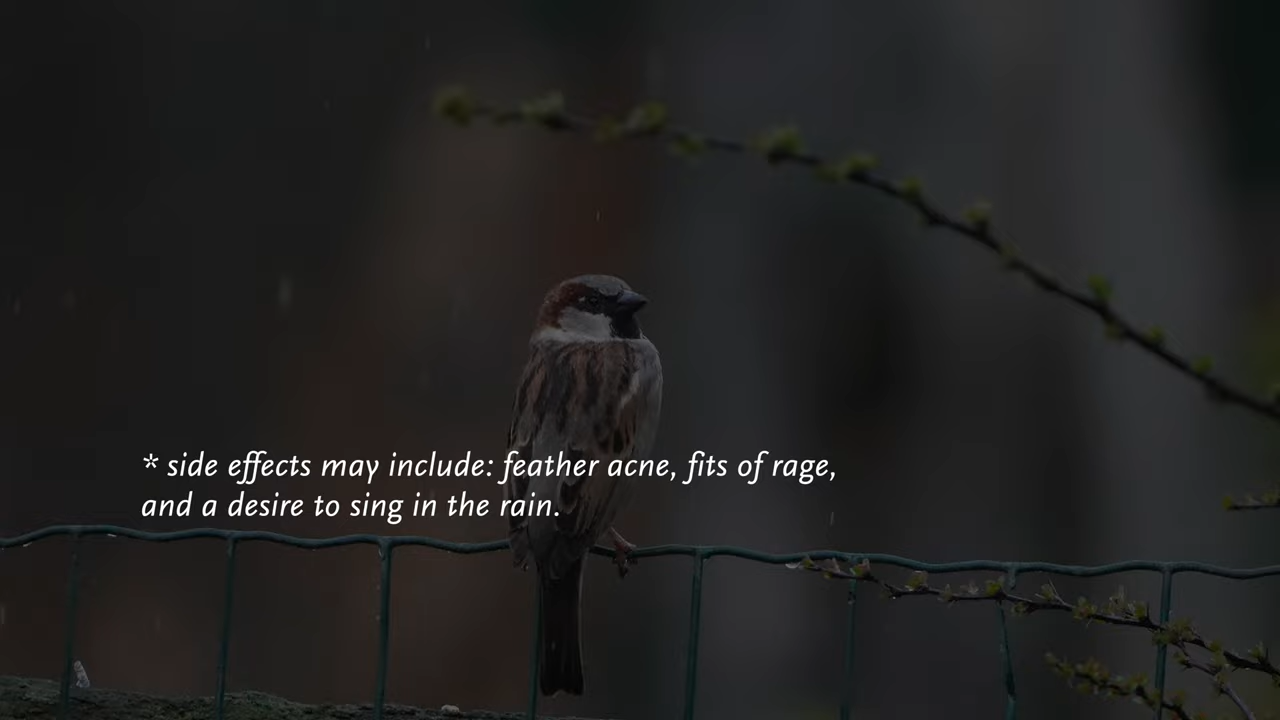 * side effects may include: feather acne, fits of rage,
and a desire to sing in the rain.